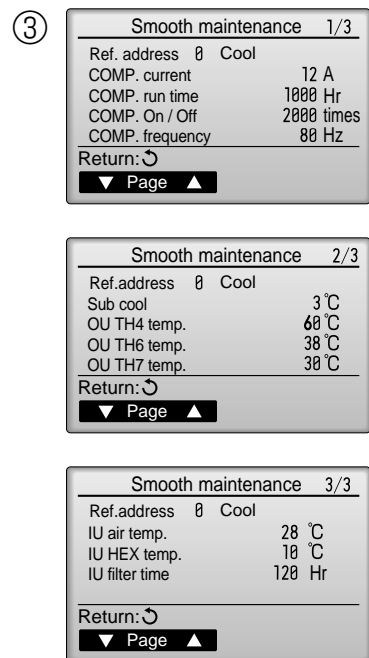 ③
Smooth maintenance 1/3
Ref. address 0 Cool
COMP. current 12 A
COMP. run time 1000 Hr
COMP. On / Off 2000 times
COMP. frequency 80 Hz
Return:↺
▼ Page ▲
Smooth maintenance 2/3
Ref.address 0 Cool
Sub cool 3℃
OU TH4 temp. 60℃
OU TH6 temp. 38℃
OU TH7 temp. 30℃
Return:↺
▼ Page ▲
Smooth maintenance 3/3
Ref.address 0 Cool
IU air temp. 28 ℃
IU HEX temp. 10 ℃
IU filter time 120 Hr
Return:↺
▼ Page ▲